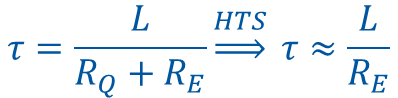 τ = L / (R_Q + R_E) ⟹^{HTS} τ ≈ L / R_E